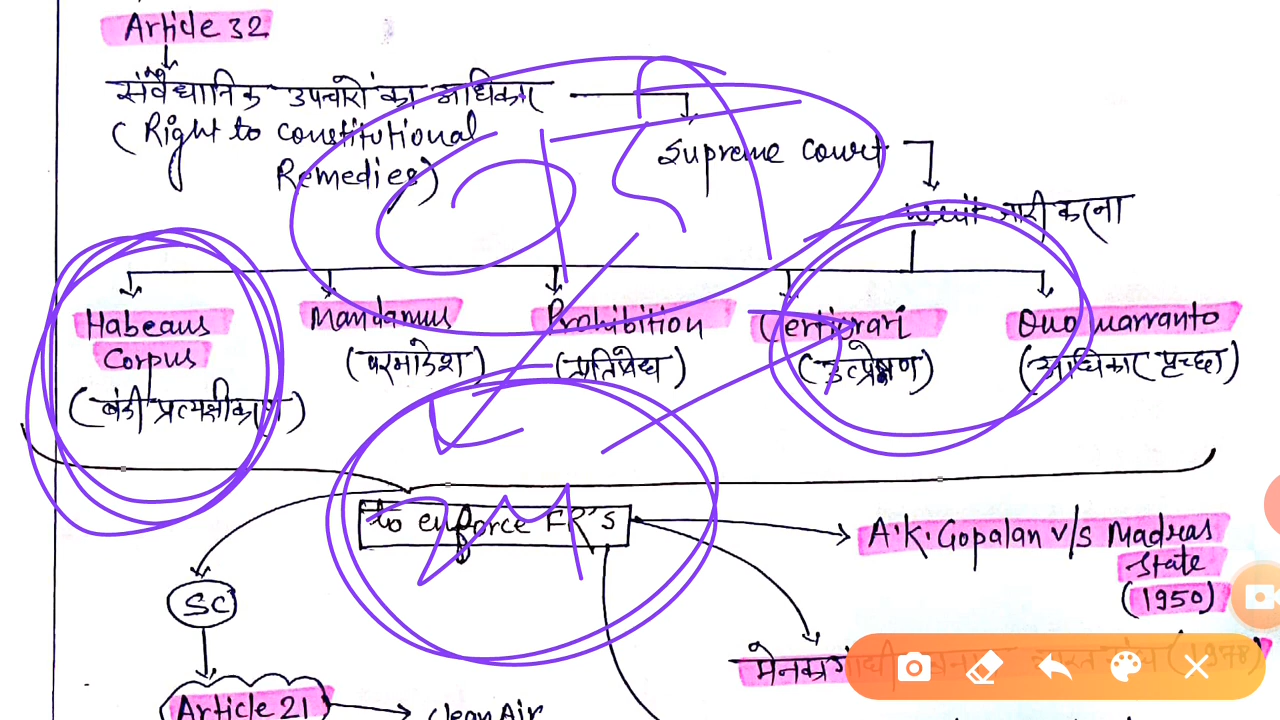 Article 32
संवैधानिक उपचारों का अधिकार
(Right to constitutional
Remedies)
Supreme court
जारी करना
Habeaus
Corpus
(बंदी प्रत्यक्षीकरण)
Mandamus
(परमादेश)
Prohibition
(प्रतिषेध)
Certiorari
(उत्प्रेषण)
Quo warranto
(अधिकार पृच्छा)
to enforce FR's
A.K. Gopalan v/s Madras
State
(1950)
SC
मेनका गांधी (1978)
Article 21
clean Air